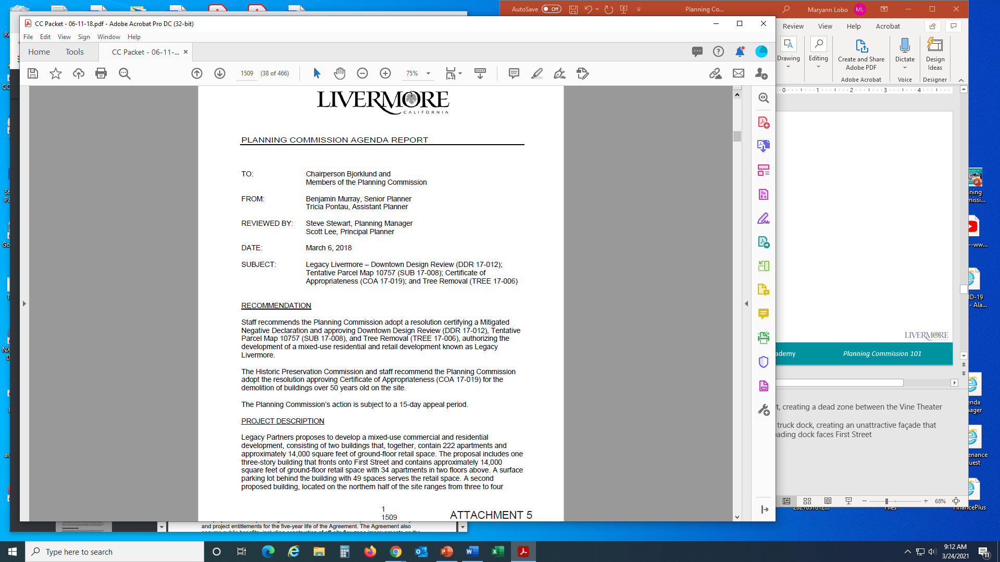 AutoSave Off Planning Co... Maryann Lobo ML
CC Packet - 06-11-18.pdf - Adobe Acrobat Pro DC (32-bit)
File Edit View Sign Window Help
Home Tools CC Packet - 06-11-...
1509 (38 of 466) 75%
LIVERMORE
CALIFORNIA
PLANNING COMMISSION AGENDA REPORT
TO: Chairperson Bjorklund and
Members of the Planning Commission
FROM: Benjamin Murray, Senior Planner
Tricia Pontau, Assistant Planner
REVIEWED BY: Steve Stewart, Planning Manager
Scott Lee, Principal Planner
DATE: March 6, 2018
SUBJECT: Legacy Livermore – Downtown Design Review (DDR 17-012);
Tentative Parcel Map 10757 (SUB 17-008); Certificate of
Appropriateness (COA 17-019); and Tree Removal (TREE 17-006)
RECOMMENDATION
Staff recommends the Planning Commission adopt a resolution certifying a Mitigated
Negative Declaration and approving Downtown Design Review (DDR 17-012), Tentative
Parcel Map 10757 (SUB 17-008), and Tree Removal (TREE 17-006), authorizing the
development of a mixed-use residential and retail development known as Legacy
Livermore.
The Historic Preservation Commission and staff recommend the Planning Commission
adopt the resolution approving Certificate of Appropriateness (COA 17-019) for the
demolition of buildings over 50 years old on the site.
The Planning Commission's action is subject to a 15-day appeal period.
PROJECT DESCRIPTION
Legacy Partners proposes to develop a mixed-use commercial and residential
development, consisting of two buildings that, together, contain 222 apartments and
approximately 14,000 square feet of ground-floor retail space. The proposal includes one
three-story building that fronts onto First Street and contains approximately 14,000
square feet of ground-floor retail space with 34 apartments in two floors above. A surface
parking lot behind the building with 49 spaces serves the retail space. A second
proposed building, located on the northern half of the site ranges from three to four
1
1509
ATTACHMENT 5
and project entitlements for the five-year life of the Agreement. The Agreement also
Review View Help Acrobat
Drawing Editing Create and Share Adobe PDF Dictate Design Ideas
Adobe Acrobat Voice Designer
0 1 2 3 4
LIVERMORE
ademy Planning Commission 101
t, creating a dead zone between the Vine Theater
truck dock, creating an unattractive façade that
oading dock faces First Street
68%
ning
missi...
--ww...
ID-19
- Ala...
enda
ager
enance
uest
2021031812...
Files
FinancePlus
Type here to search
9:12 AM
3/24/2021
11